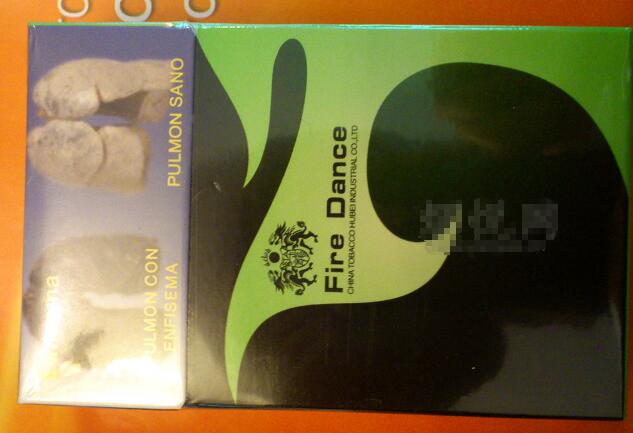 PULMON SANO
PULMON CON
ENFISEMA
Fire Dance
CHINA TOBACCO HUBEI INDUSTRIAL CO.,LTD